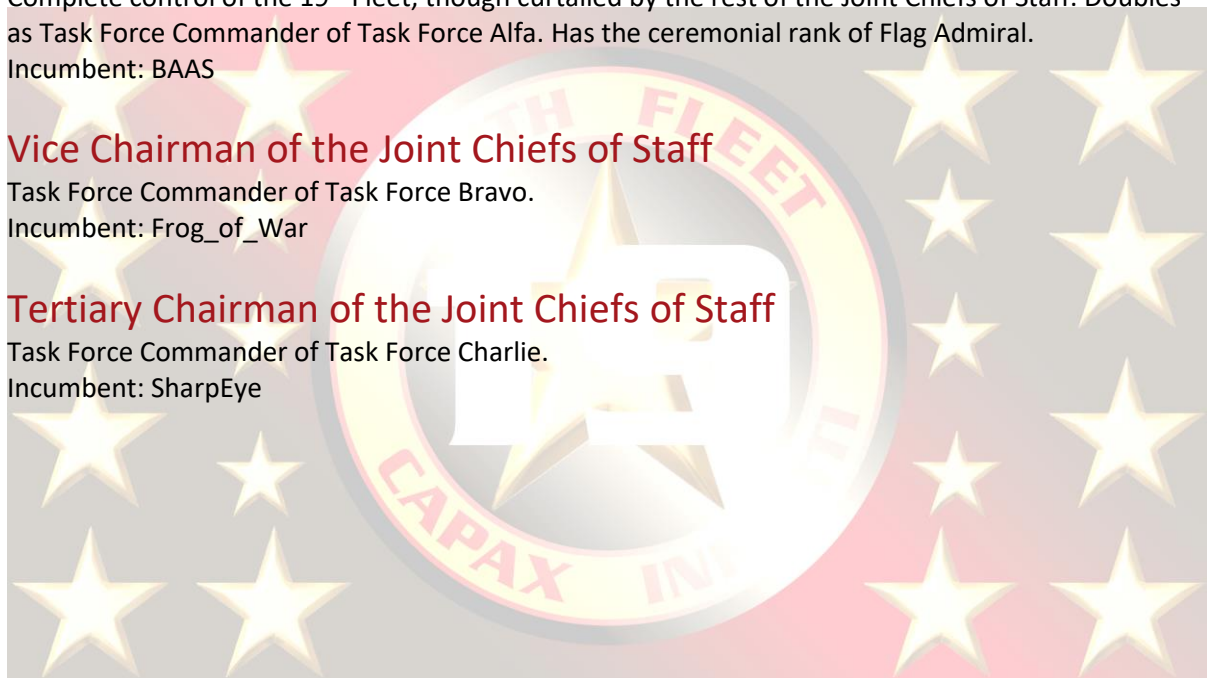 Complete control of the 19th Fleet, though curtailed by the rest of the Joint Chiefs of Staff. Doubles
as Task Force Commander of Task Force Alfa. Has the ceremonial rank of Flag Admiral.
Incumbent: BAAS
Vice Chairman of the Joint Chiefs of Staff
Task Force Commander of Task Force Bravo.
Incumbent: Frog_of_War
Tertiary Chairman of the Joint Chiefs of Staff
Task Force Commander of Task Force Charlie.
Incumbent: SharpEye
FLEET
19
CAPAX